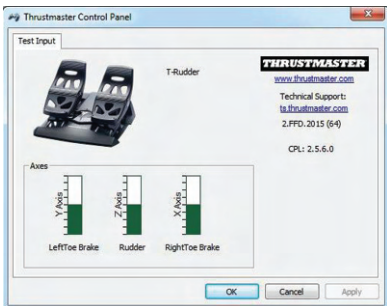 Thrustmaster Control Panel
Test Input
T-Rudder
THRUSTMASTER
www.thrustmaster.com
Technical Support:
ts.thrustmaster.com
2.FFD.2015 (64)
CPL: 2.5.6.0
Axes
Y Axis
Z Axis
X Axis
LeftToe Brake
Rudder
RightToe Brake
OK
Cancel
Apply